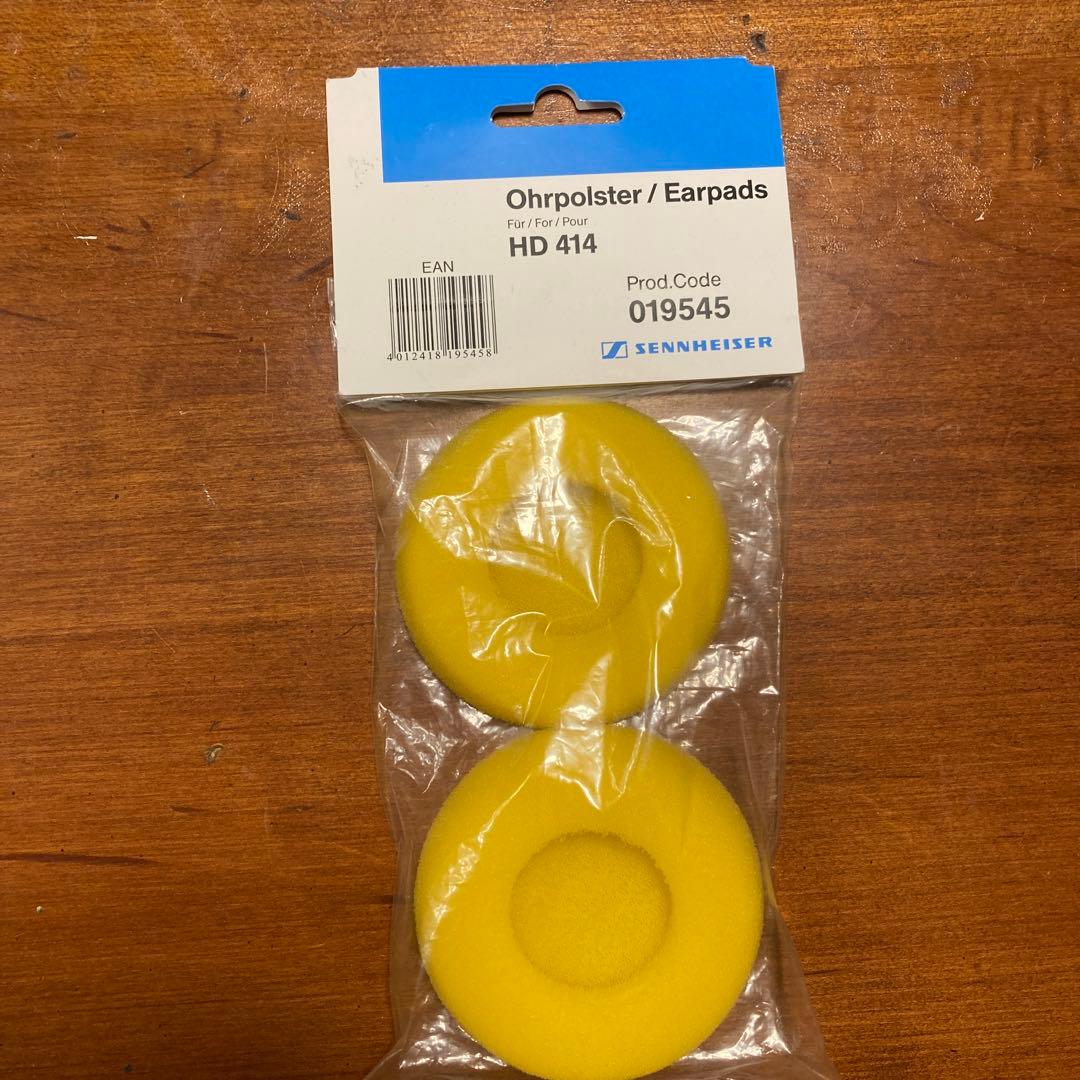 Ohrpolster / Earpads
Für / For / Pour
HD 414
EAN
4 012418 195458
Prod.Code
019545
SENNHEISER